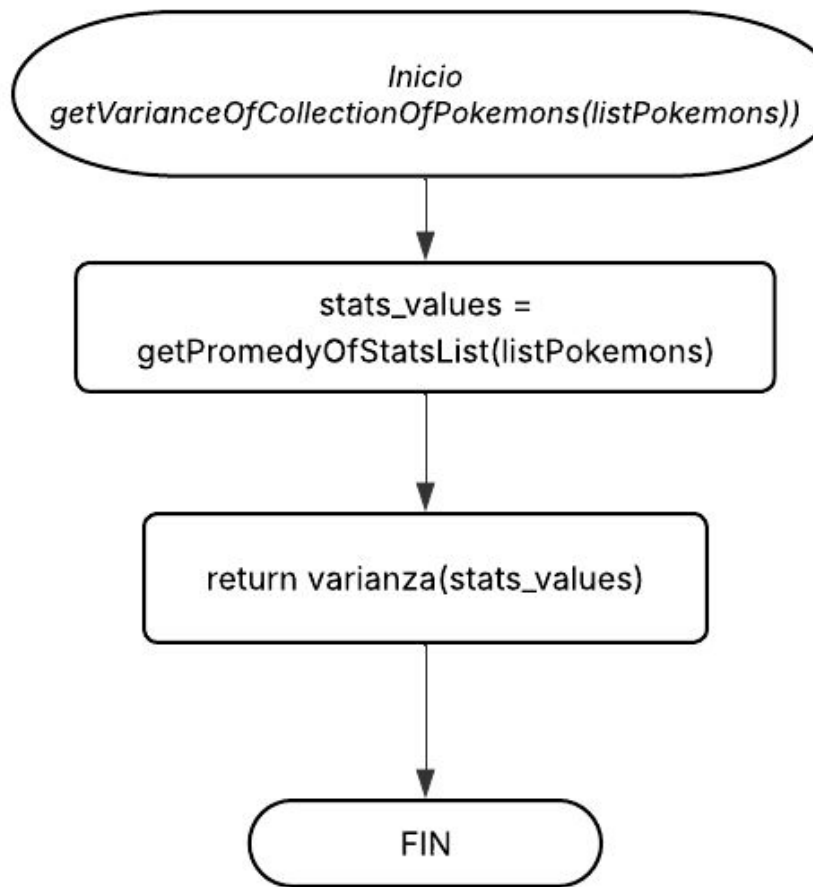 Inicio
getVarianceOfCollectionOfPokemons(listPokemons))
stats_values =
getPromedyOfStatsList(listPokemons)
return varianza(stats_values)
FIN